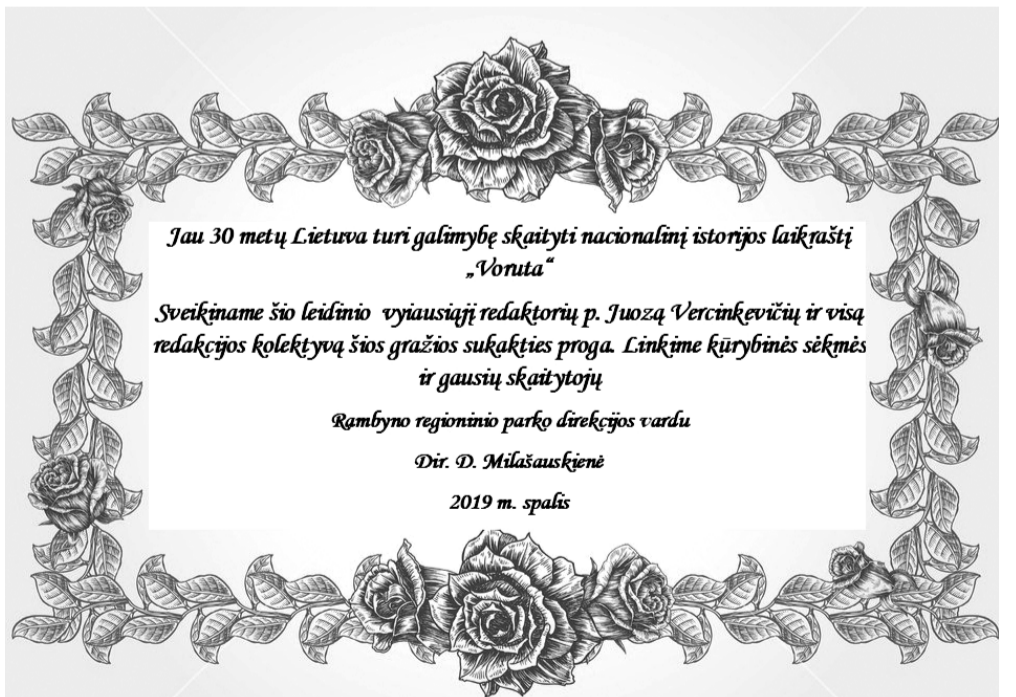 Jau 30 metų Lietuva turi galimybę skaityti nacionalinį istorijos laikraštį
„Voruta“
Sveikiname šio leidinio vyiausiąjį redaktorių p. Juozą Vercinkevičių ir visą
redakcijos kolektyvą šios gražios sukakties proga. Linkime kūrybinės sėkmės
ir gausių skaitytojų
Rambyno regioninio parko direkcijos vardu
Dir. D. Milašauskienė
2019 m. spalis